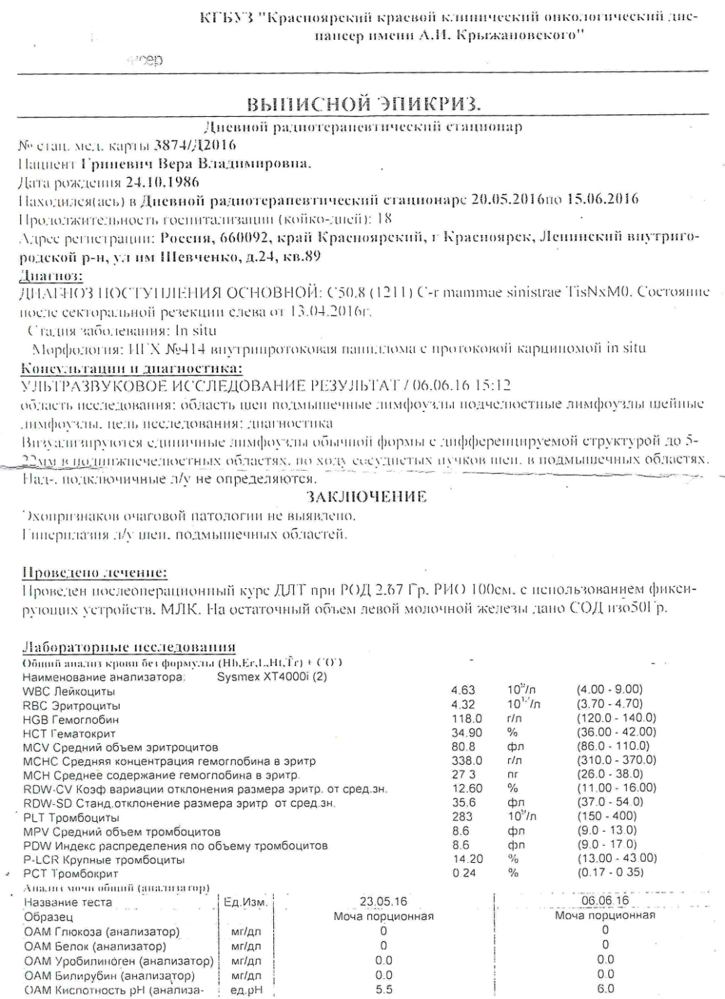 КГБУЗ "Красноярский краевой клинический онкологический дис-
пансер имени А.И. Крыжановского"
ВЫПИСНОЙ ЭПИКРИЗ.
Дневной радиотерапевтический стационар
№ стац. мед. карты 3874/Д2016
Пациент Гриневич Вера Владимировна.
Дата рождения 24.10.1986
Находился(ась) в Дневной радиотерапевтический стационарс 20.05.2016по 15.06.2016
Продолжительность госпитализации (койко-дней): 18
Адрес регистрации: Россия, 660092, край Красноярский, г Красноярск, Ленинский внутриго-
родской р-н, ул им Шевченко, д.24, кв.89
Диагноз:
ДИАГНОЗ ПОСТУПЛЕНИЯ ОСНОВНОЙ: C50.8 (1211) C-r mammae sinistrae TisNxM0. Состояние
после секторальной резекции слева от 13.04.2016г.
Стадия заболевания: In situ
Морфология: ИГХ №414 внутрипротоковая папиллома с протоковой карциномой in situ
Консультации и диагностика:
УЛЬТРАЗВУКОВОЕ ИССЛЕДОВАНИЕ РЕЗУЛЬТАТ / 06.06.16 15:12
область исследования: область шеи подмышечные лимфоузлы подчелюстные лимфоузлы шейные
лимфоузлы. цель исследования: диагностика
Визуализируются единичные лимфоузлы обычной формы с дифференцируемой структурой до 5-
22мм в поднижнечелюстных областях, по ходу сосудистых пучков шеи, в подмышечных областях.
Над-, подключичные л/у не определяются.
ЗАКЛЮЧЕНИЕ
Эхопризнаков очаговой патологии не выявлено.
Гиперплазия л/у шеи, подмышечных областей.
Проведено лечение:
Проведен послеоперационный курс ДЛТ при РОД 2.67 Гр. РИО 100см. с использованием фикси-
рующих устройств. МЛК. На остаточный объем левой молочной железы дано СОД изо50Гр.
Лабораторные исследования
Общий анализ крови без формулы (Hb,Er,L,Ht,Тг) + СОЭ)
Наименование анализатора: Sysmex XT4000i (2)
WBC Лейкоциты 4.63 10^9/л (4.00 - 9.00)
RBC Эритроциты 4.32 10^12/л (3.70 - 4.70)
HGB Гемоглобин 118.0 г/л (120.0 - 140.0)
HCT Гематокрит 34.90 % (36.00 - 42.00)
MCV Средний объем эритроцитов 80.8 фл (86.0 - 110.0)
MCHC Средняя концентрация гемоглобина в эритр 338.0 г/л (310.0 - 370.0)
MCH Среднее содержание гемоглобина в эритр. 27.3 пг (26.0 - 38.0)
RDW-CV Коэф вариации отклонения размера эритр. от сред.зн. 12.60 % (11.00 - 16.00)
RDW-SD Станд.отклонение размера эритр от сред.зн. 35.6 фл (37.0 - 54.0)
PLT Тромбоциты 283 10^9/л (150 - 400)
MPV Средний объем тромбоцитов 8.6 фл (9.0 - 13.0)
PDW Индекс распределения по объему тромбоцитов 8.6 фл (9.0 - 17.0)
P-LCR Крупные тромбоциты 14.20 % (13.00 - 43.00)
PCT Тромбокрит 0.24 % (0.17 - 0.35)
Анализ мочи общий (анализатор)
Название теста Ед.Изм. 23.05.16 06.06.16
Образец Моча порционная Моча порционная
ОАМ Глюкоза (анализатор) мг/дл 0 0
ОАМ Белок (анализатор) мг/дл 0 0
ОАМ Уробилиноген (анализатор) мг/дл 0.0 0.0
ОАМ Билирубин (анализатор) мг/дл 0.0 0.0
ОАМ Кислотность pH (анализа- ед.pH 5.5 6.0